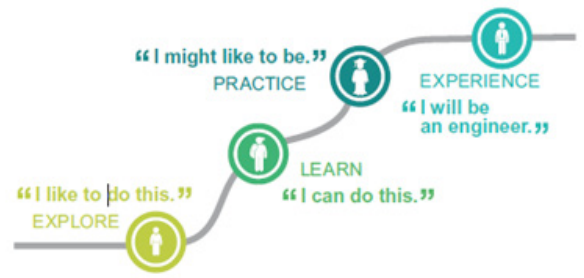 “I might like to be.”
PRACTICE
EXPERIENCE
“I will be
an engineer.”
LEARN
“I can do this.”
“I like to do this.”
EXPLORE